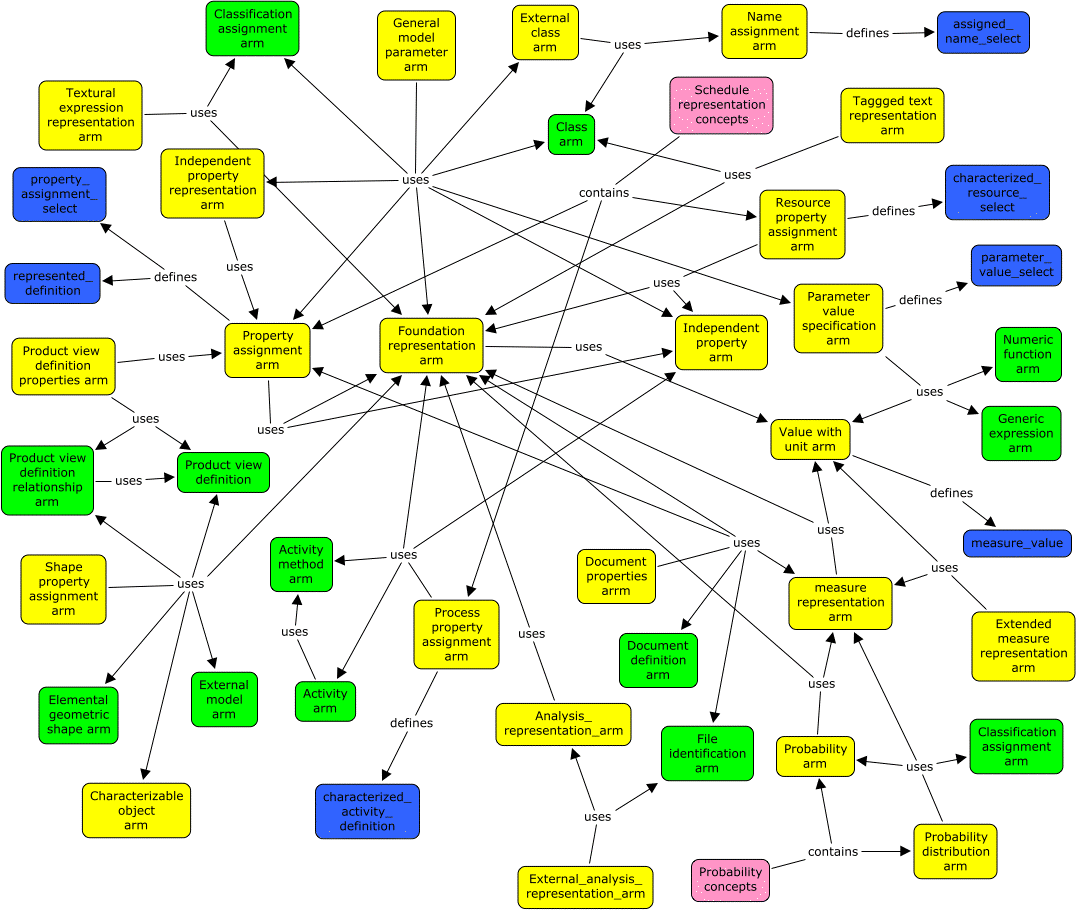 Classification
assignment
arm
General
model
parameter
arm
External
class
arm
Name
assignment
arm
assigned_
name_select
defines
uses
Textural
expression
representation
arm
uses
Schedule
representation
concepts
Taggged text
representation
arm
Class
arm
Independent
property
representation
arm
property_
assignment_
select
uses
contains
uses
characterized_
resource_
select
Resource
property
assignment
arm
defines
represented_
definition
defines
uses
uses
parameter_
value_select
Parameter
value
specification
arm
defines
Property
assignment
arm
Foundation
representation
arm
uses
Independent
property
arm
Numeric
function
arm
Product view
definition
properties arm
uses
uses
Generic
expression
arm
uses
uses
Value with
unit arm
Product view
definition
relationship
arm
uses
Product view
definition
defines
measure_value
uses
uses
Shape
property
assignment
arm
uses
Activity
method
arm
uses
Document
properties
arrm
uses
measure
representation
arm
Process
property
assignment
arm
uses
uses
Extended
measure
representation
arm
Document
definition
arm
Elemental
geometric
shape arm
External
model
arm
Activity
arm
uses
defines
Analysis_
representation_arm
File
identification
arm
Probability
arm
uses
Classification
assignment
arm
Characterizable
object
arm
characterized_
activity_
definition
uses
Probability
distribution
arm
contains
External_analysis_
representation_arm
Probability
concepts